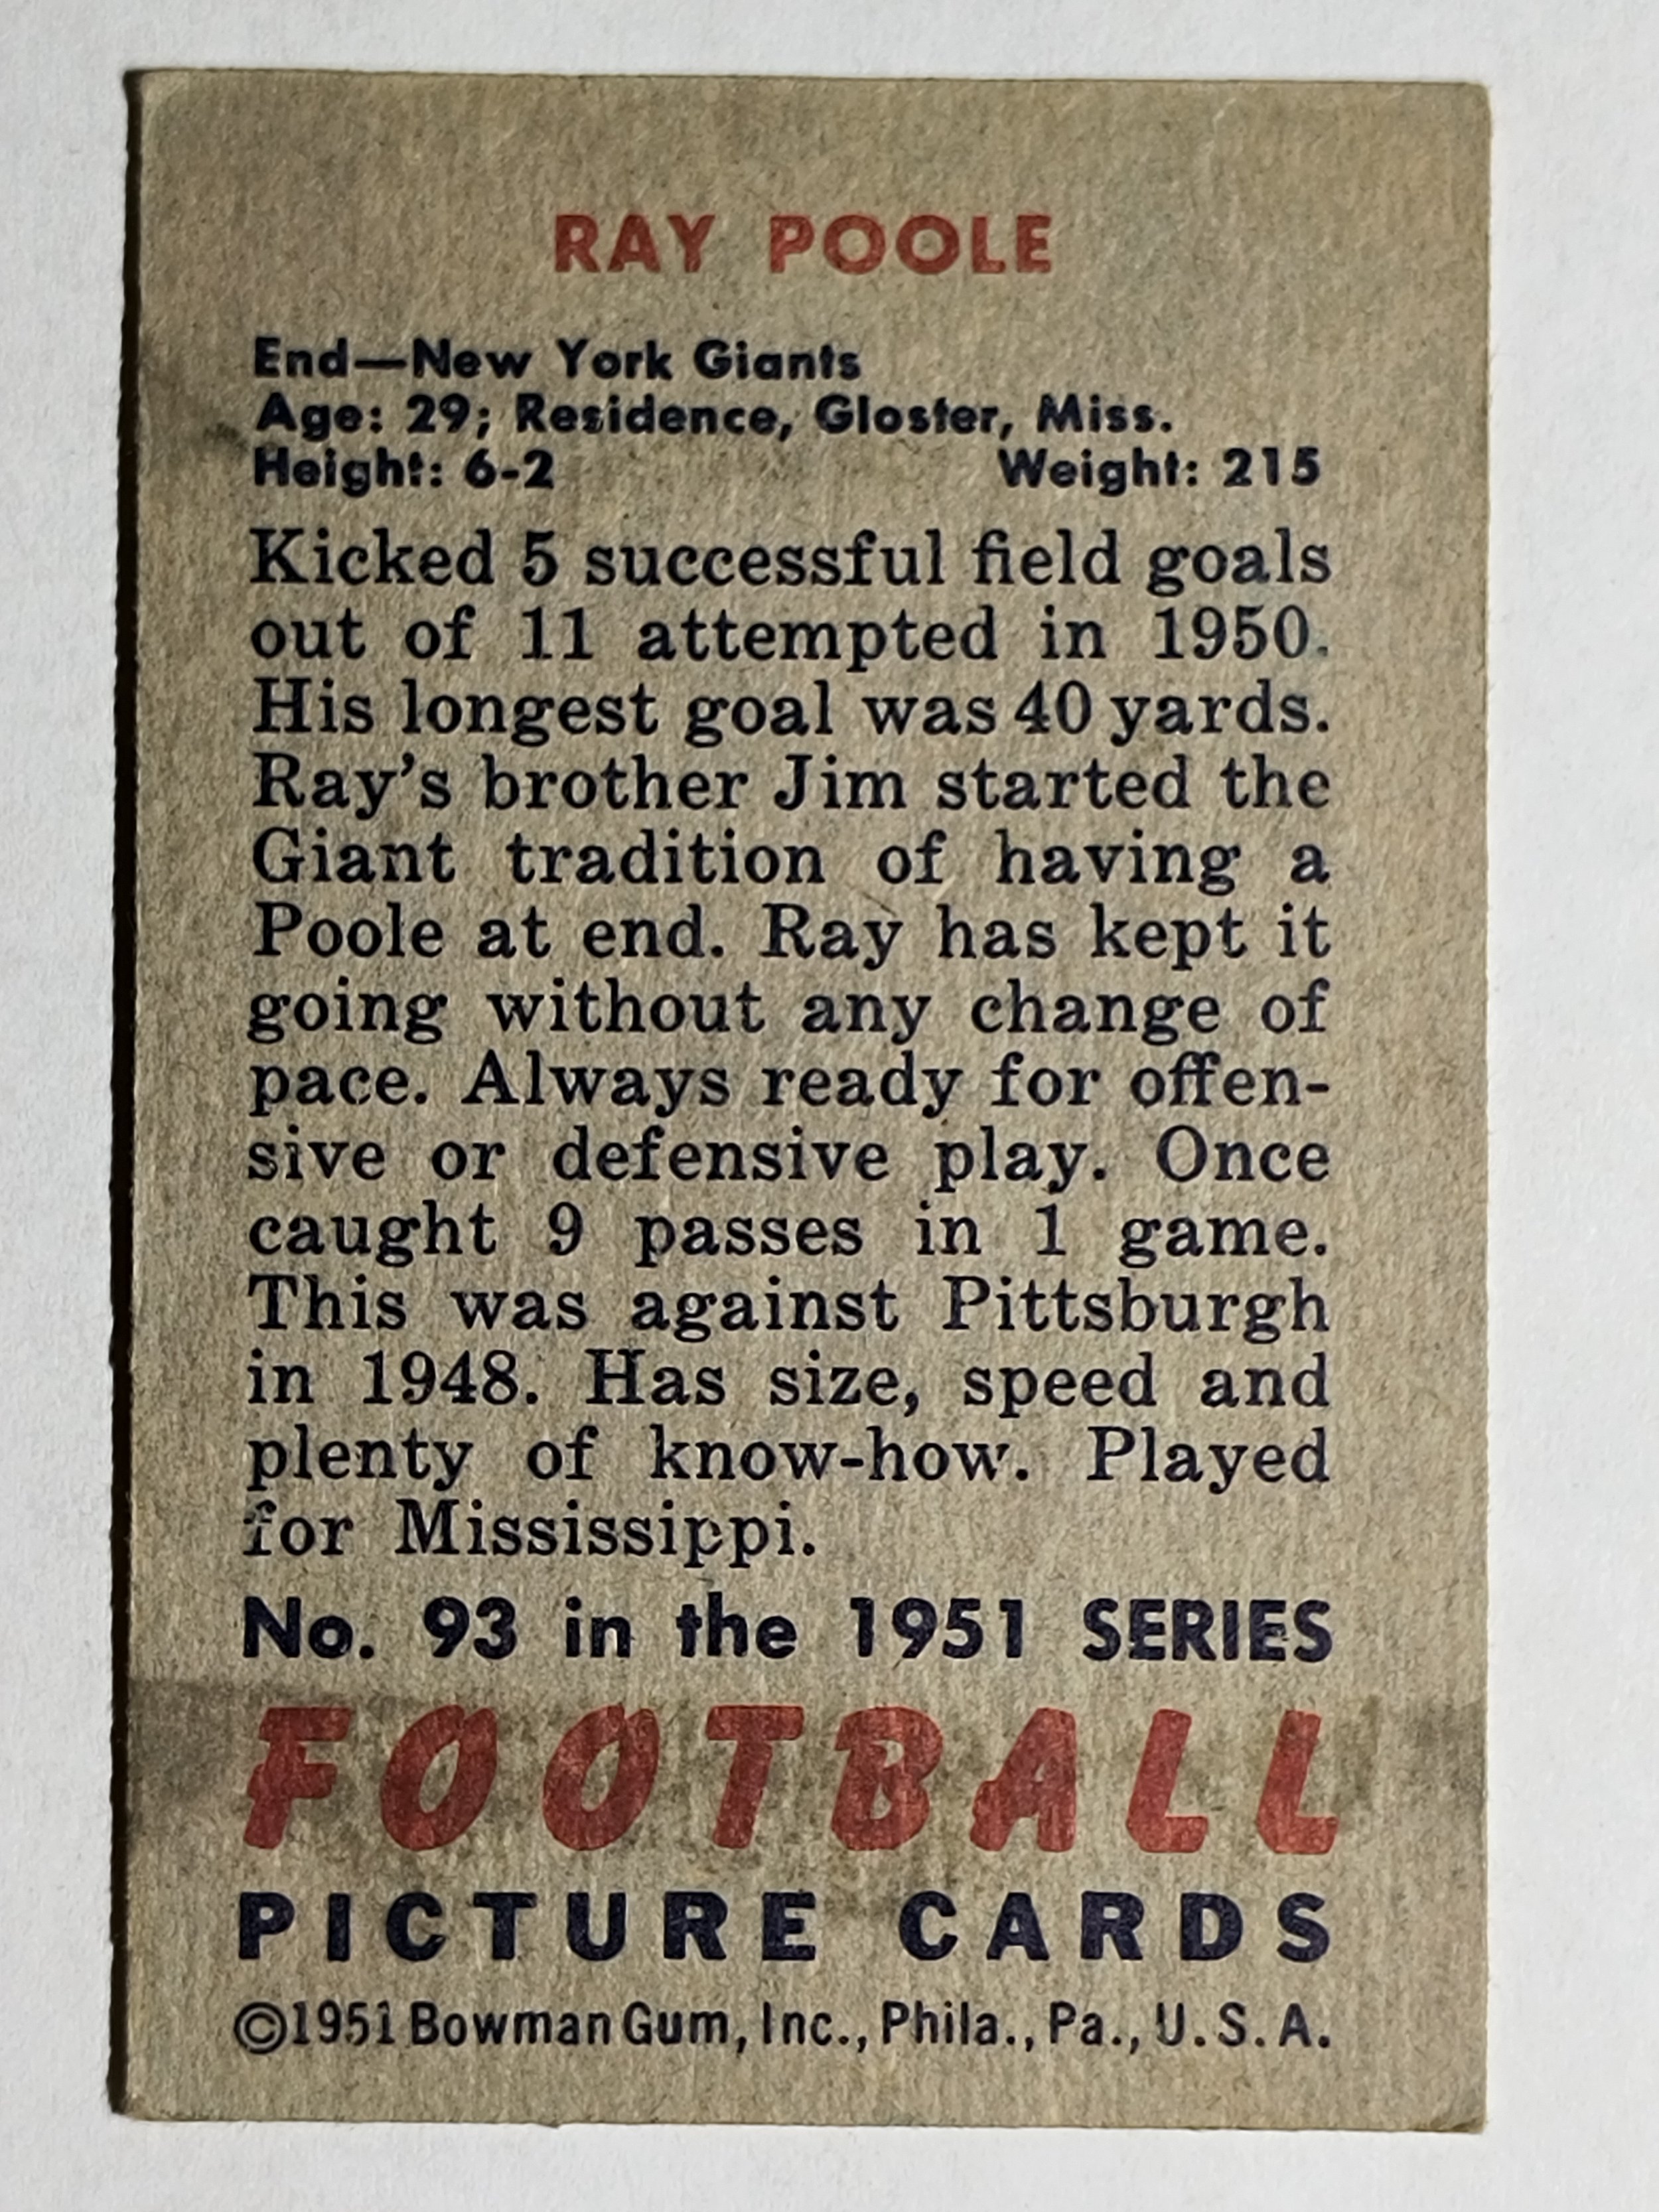 RAY POOLE
End—New York Giants
Age: 29; Residence, Gloster, Miss.
Height: 6-2 Weight: 215
Kicked 5 successful field goals
out of 11 attempted in 1950.
His longest goal was 40 yards.
Ray's brother Jim started the
Giant tradition of having a
Poole at end. Ray has kept it
going without any change of
pace. Always ready for offen-
sive or defensive play. Once
caught 9 passes in 1 game.
This was against Pittsburgh
in 1948. Has size, speed and
plenty of know-how. Played
for Mississippi.
No. 93 in the 1951 SERIES
FOOTBALL
PICTURE CARDS
©1951 Bowman Gum, Inc., Phila., Pa., U.S.A.